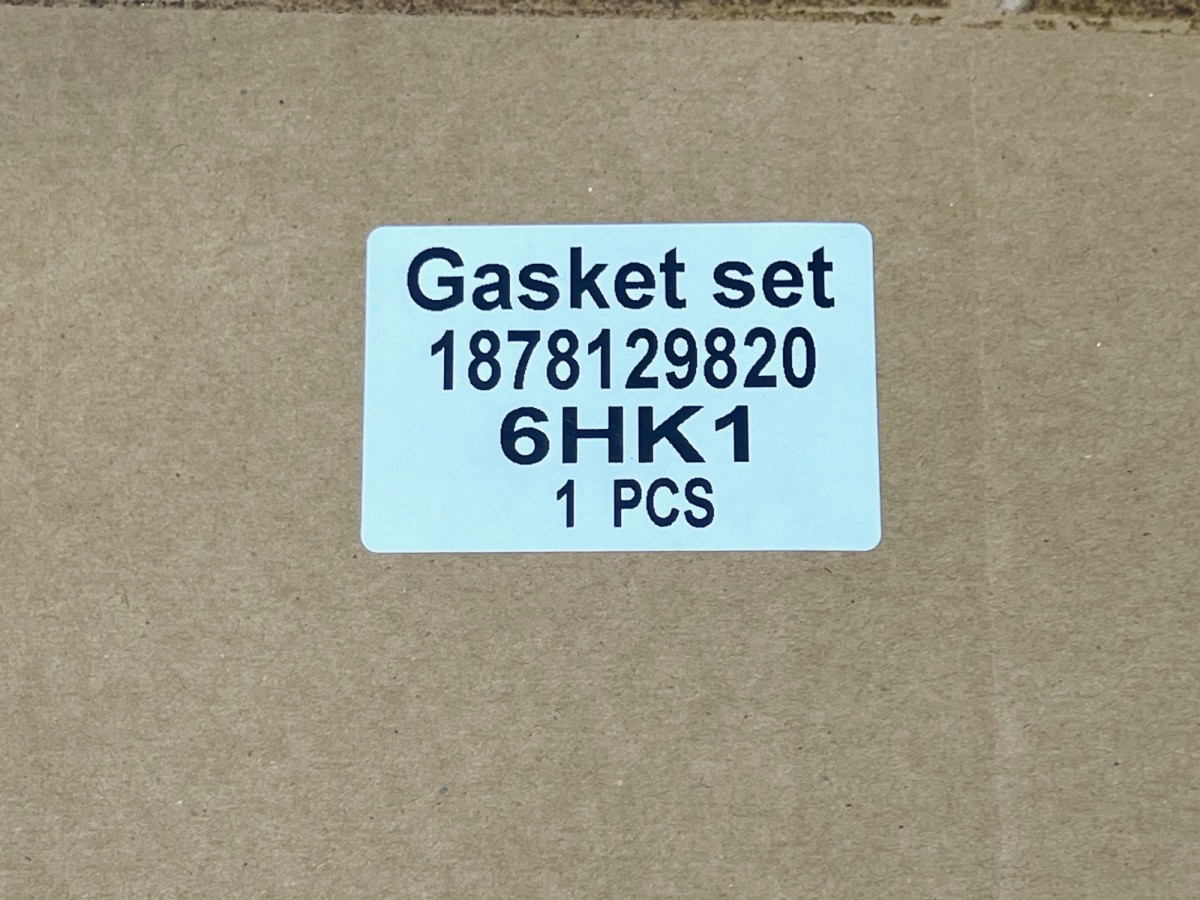 Gasket set
1878129820
6HK1
1 PCS